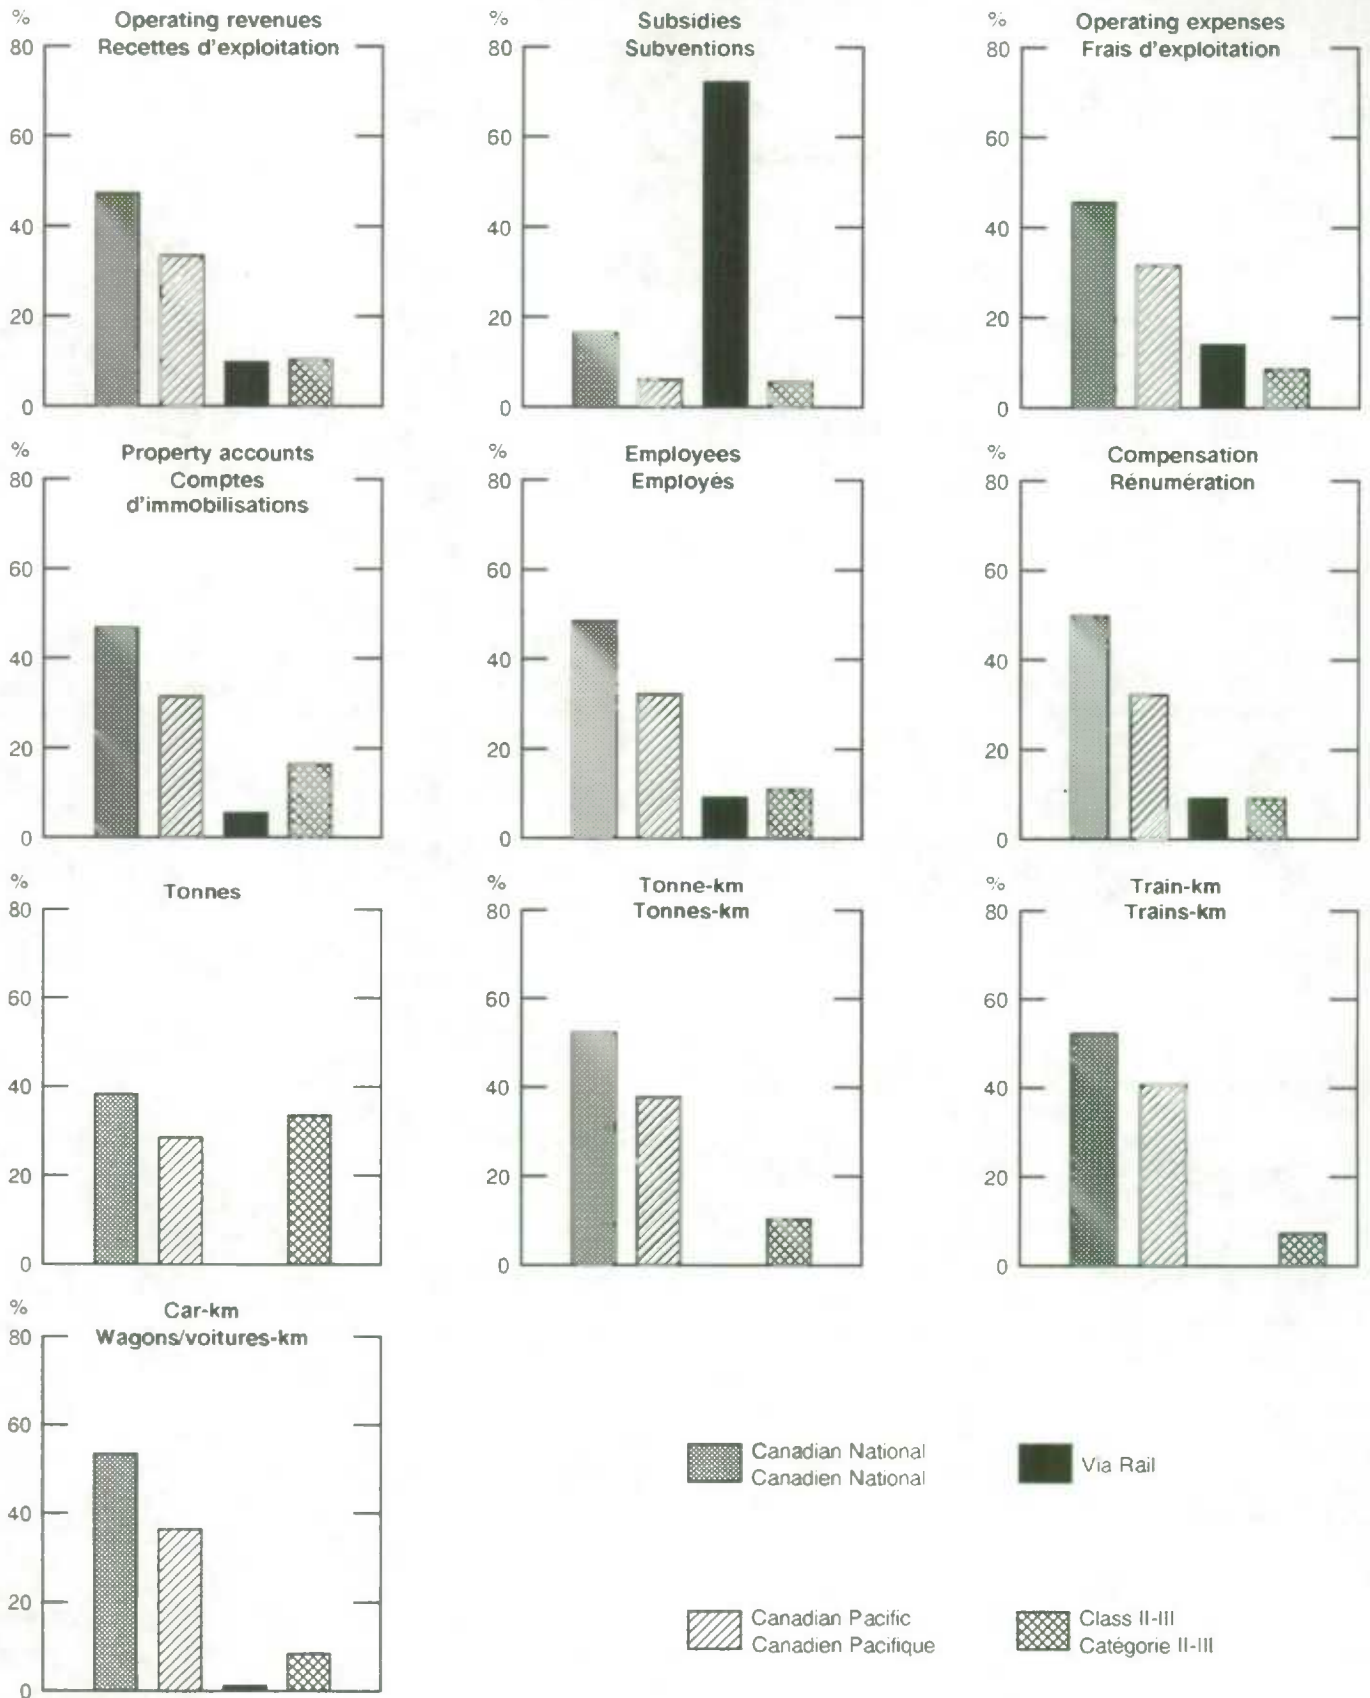 %
Operating revenues
Recettes d'exploitation
80
60
40
20
0
%
Subsidies
Subventions
80
60
40
20
0
%
Operating expenses
Frais d'exploitation
80
60
40
20
0
%
Property accounts
Comptes
d'immobilisations
80
60
40
20
0
%
Employees
Employés
80
60
40
20
0
%
Compensation
Rénumération
80
60
40
20
0
%
Tonnes
80
60
40
20
0
%
Tonne-km
Tonnes-km
80
60
40
20
0
%
Train-km
Trains-km
80
60
40
20
0
%
Car-km
Wagons/voitures-km
80
60
40
20
0
Canadian National
Canadien National
Via Rail
Canadian Pacific
Canadien Pacifique
Class II-III
Catégorie II-III